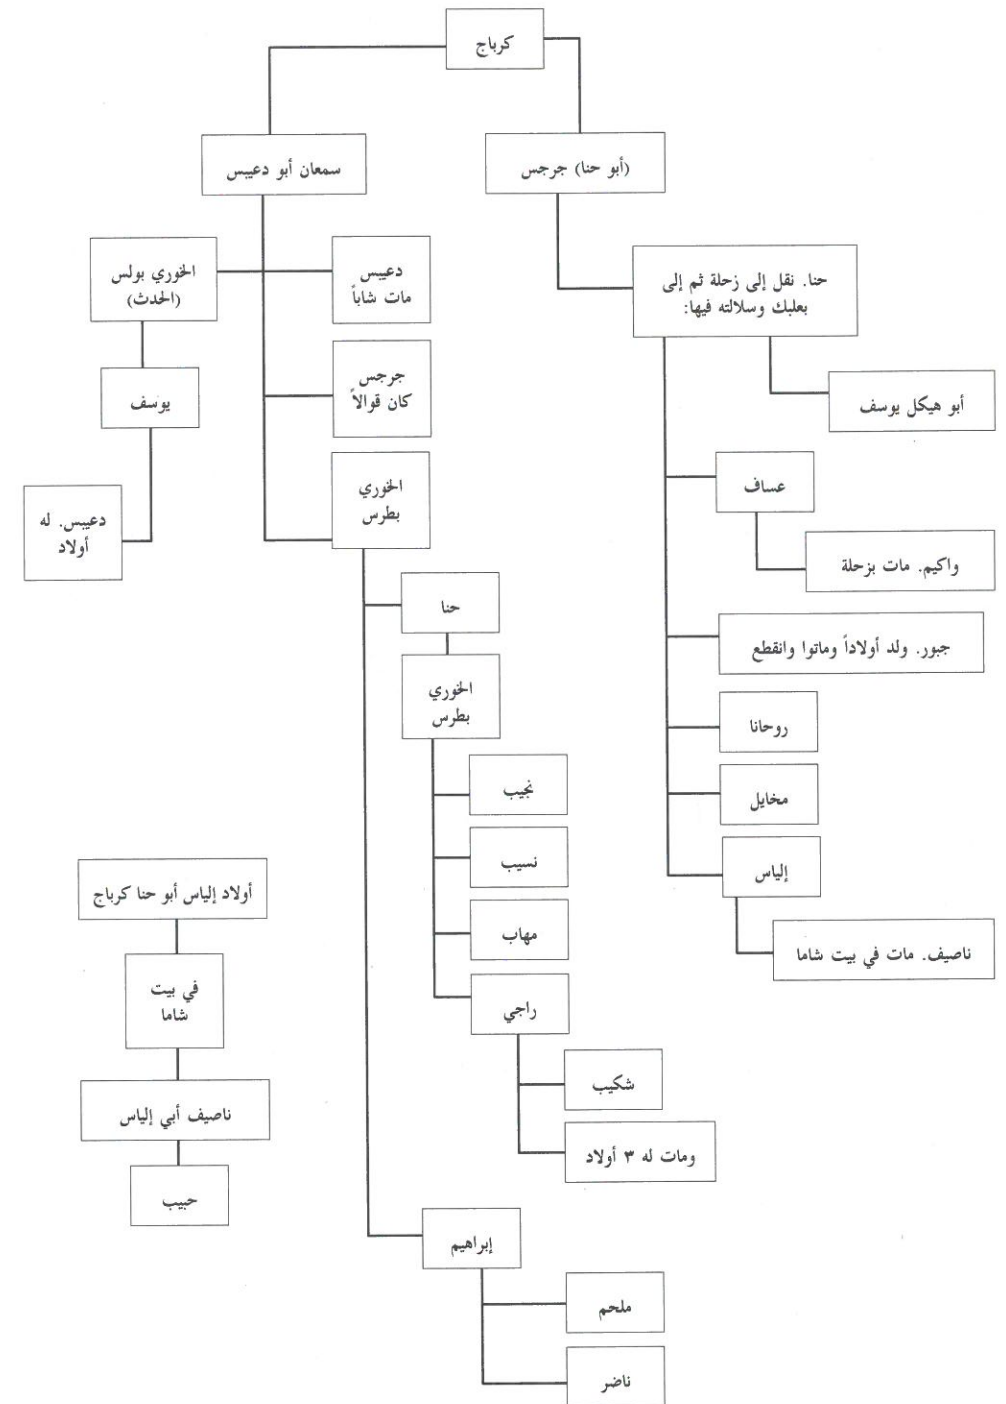 كرباج
(أبو حنا) جرجس
سمعان أبو دعيبس
حنا. نقل إلى زحلة ثم إلى
بعلبك وسلالته فيها:
أبو هيكل يوسف
عساف
واكيم. مات بزحلة
جبور. ولد أولاداً وماتوا وانقطع
روحانا
مخايل
إلياس
ناصيف. مات في بيت شاما
دعيبس
مات شاباً
جرجس
كان قوالاً
الخوري
بطرس
حنا
الخوري
بطرس
نجيب
نسيب
مهاب
راجي
شكيب
ومات له ٣ أولاد
إبراهيم
ملحم
ناضر
الخوري بولس
(الحدث)
يوسف
دعيبس. له
أولاد
أولاد إلياس أبو حنا كرباج
في بيت
شاما
ناصيف أبي إلياس
حبيب